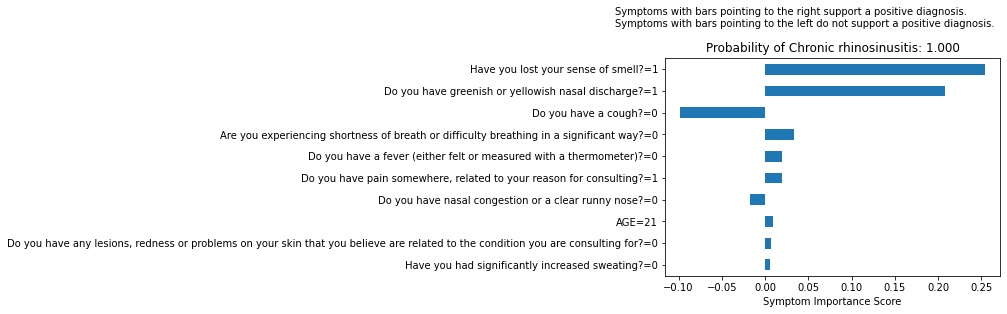 Symptoms with bars pointing to the right support a positive diagnosis.
Symptoms with bars pointing to the left do not support a positive diagnosis.
Probability of Chronic rhinosinusitis: 1.000
Have you lost your sense of smell?=1
Do you have greenish or yellowish nasal discharge?=1
Do you have a cough?=0
Are you experiencing shortness of breath or difficulty breathing in a significant way?=0
Do you have a fever (either felt or measured with a thermometer)?=0
Do you have pain somewhere, related to your reason for consulting?=1
Do you have nasal congestion or a clear runny nose?=0
AGE=21
Do you have any lesions, redness or problems on your skin that you believe are related to the condition you are consulting for?=0
Have you had significantly increased sweating?=0
−0.10 −0.05 0.00 0.05 0.10 0.15 0.20 0.25
Symptom Importance Score